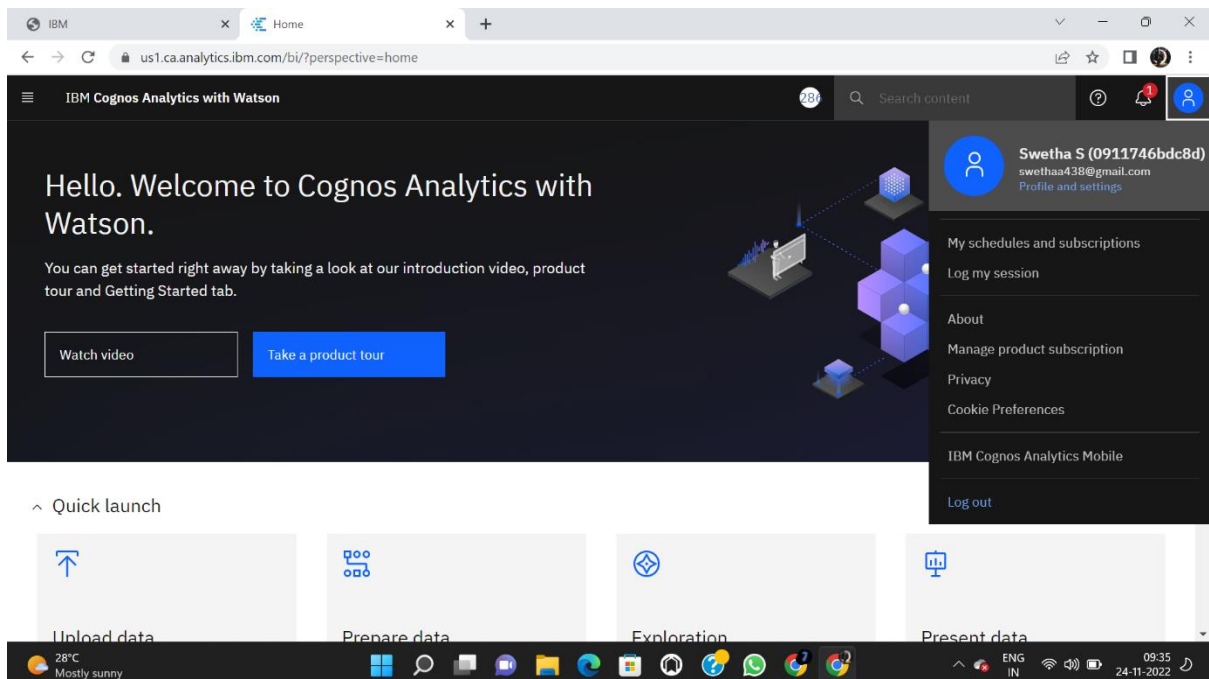 IBM
Home
us1.ca.analytics.ibm.com/bi/?perspective=home
IBM Cognos Analytics with Watson
286
Search content
1
Swetha S (0911746bdc8d)
swethaa438@gmail.com
Profile and settings
Hello. Welcome to Cognos Analytics with
Watson.
You can get started right away by taking a look at our introduction video, product
tour and Getting Started tab.
Watch video
Take a product tour
My schedules and subscriptions
Log my session
About
Manage product subscription
Privacy
Cookie Preferences
IBM Cognos Analytics Mobile
Log out
Quick launch
Upload data
Prepare data
Exploration
Present data
28°C
Mostly sunny
ENG
IN
09:35
24-11-2022